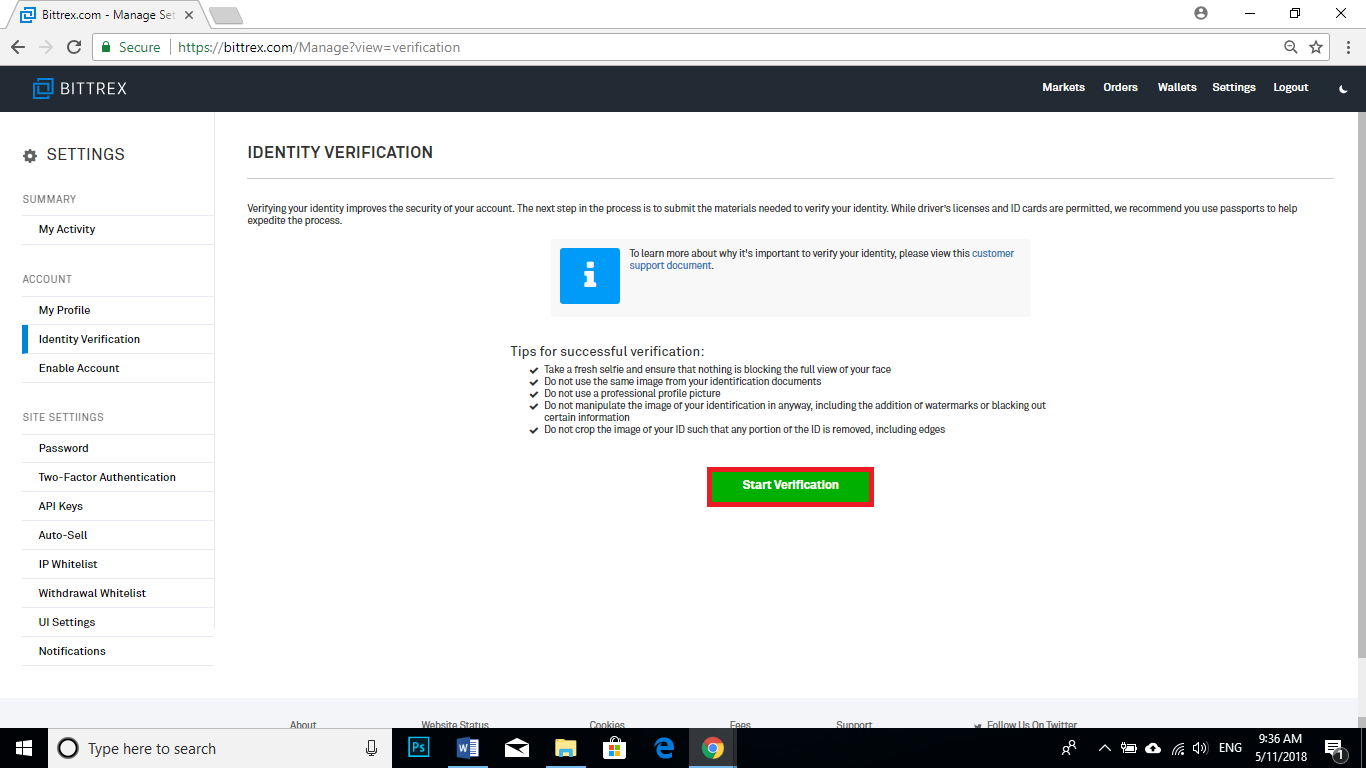 Bittrex.com - Manage Set
Secure
https://bittrex.com/Manage?view=verification
BITTREX
Markets
Orders
Wallets
Settings
Logout
SETTINGS
SUMMARY
My Activity
ACCOUNT
My Profile
Identity Verification
Enable Account
SITE SETTINGS
Password
Two-Factor Authentication
API Keys
Auto-Sell
IP Whitelist
Withdrawal Whitelist
UI Settings
Notifications
IDENTITY VERIFICATION
Verifying your identity improves the security of your account. The next step in the process is to submit the materials needed to verify your identity. While driver's licenses and ID cards are permitted, we recommend you use passports to help
expedite the process.
To learn more about why it's important to verify your identity, please view this customer
support document.
Tips for successful verification:
Take a fresh selfie and ensure that nothing is blocking the full view of your face
Do not use the same image from your identification documents
Do not use a professional profile picture
Do not manipulate the image of your identification in anyway, including the addition of watermarks or blacking out
certain information
Do not crop the image of your ID such that any portion of the ID is removed, including edges
Start Verification
About
Website Status
Cookies
Fees
Support
Follow Us On Twitter
Type here to search
Ps
ENG
9:36 AM
5/11/2018
1